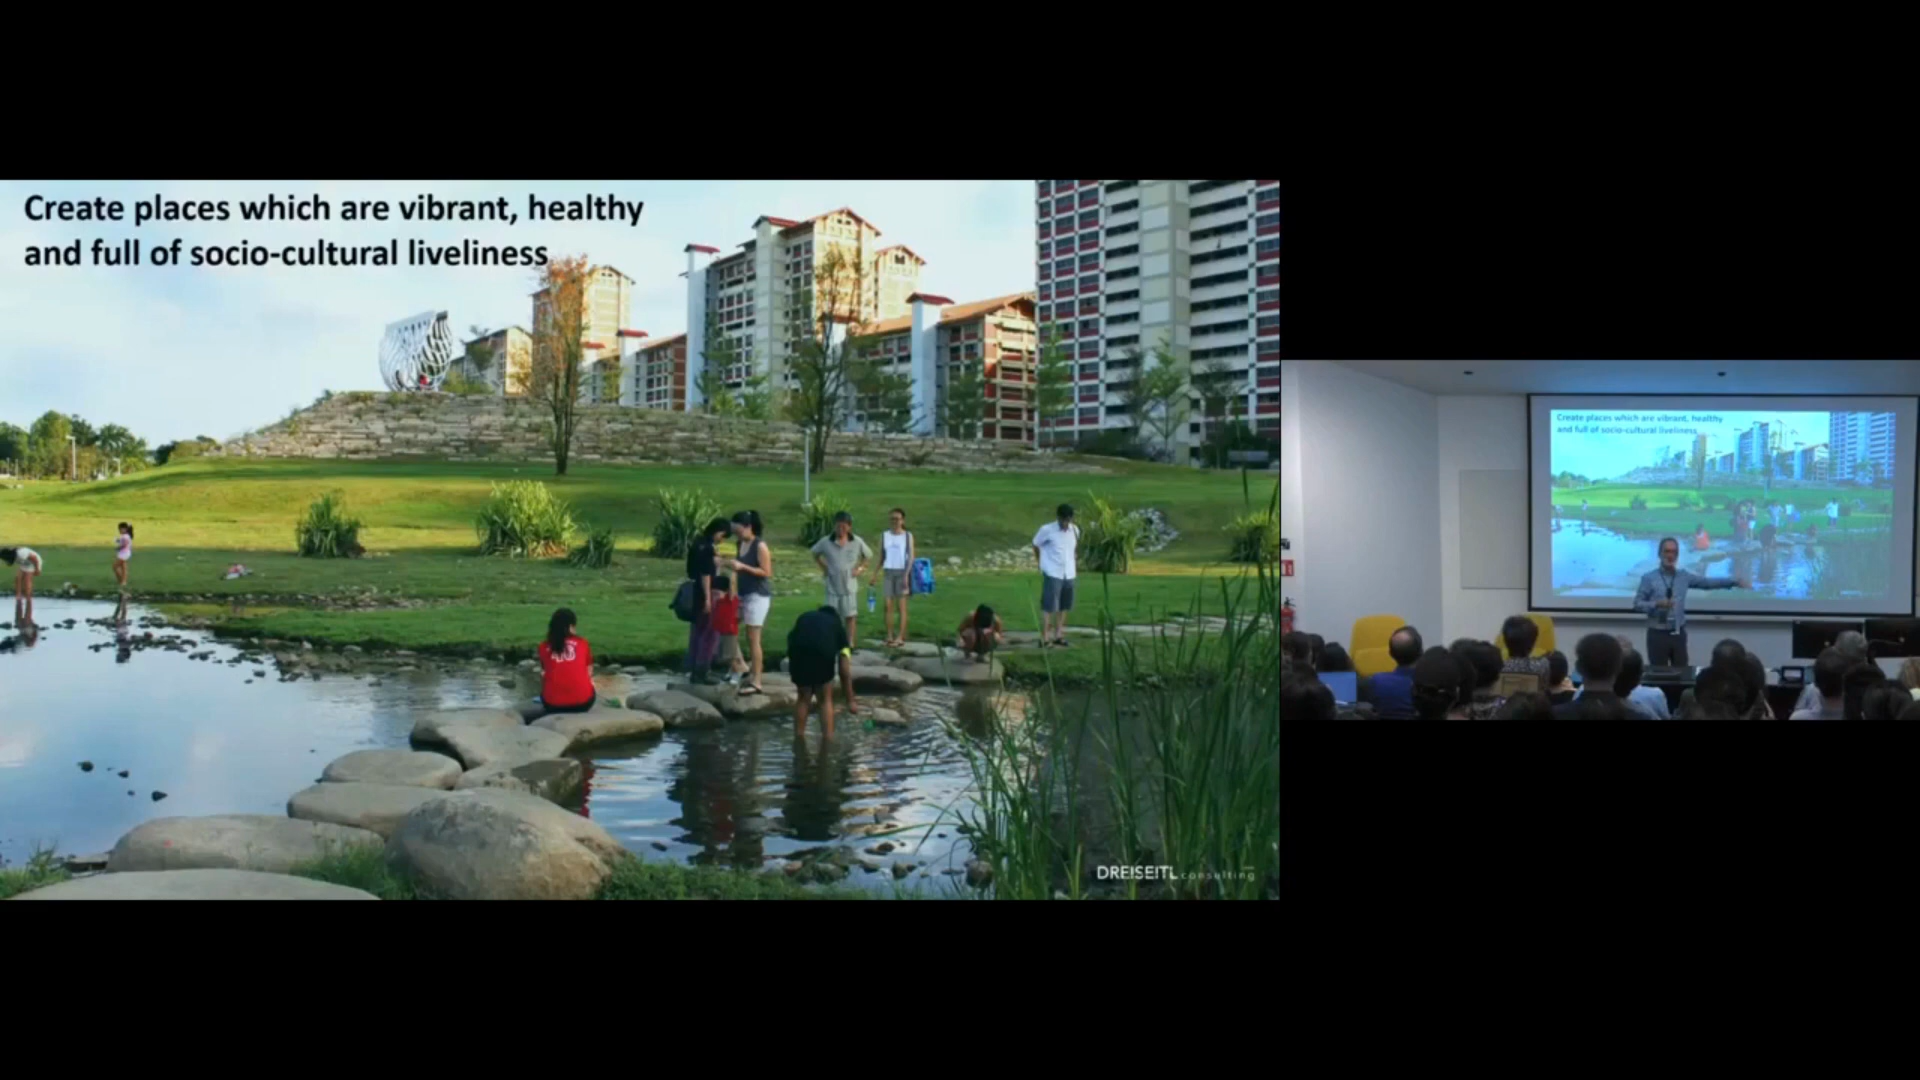 Create places which are vibrant, healthy
and full of socio-cultural liveliness
DREISEITL consulting
Create places which are vibrant, healthy
and full of socio-cultural liveliness